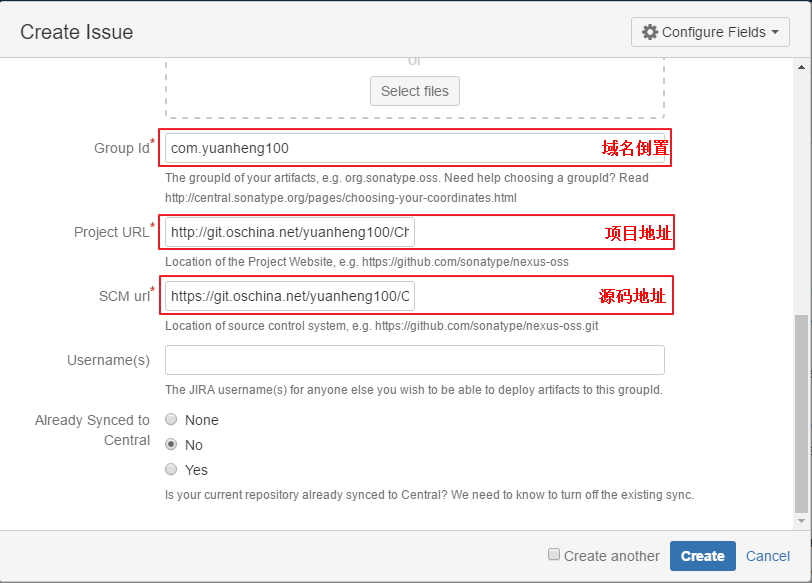 Create Issue
Configure Fields
or
Select files
Group Id*
com.yuanheng100
域名倒置
The groupId of your artifacts, e.g. org.sonatype.oss. Need help choosing a groupId? Read
http://central.sonatype.org/pages/choosing-your-coordinates.html
Project URL*
http://git.oschina.net/yuanheng100/Ch
项目地址
Location of the Project Website, e.g. https://github.com/sonatype/nexus-oss
SCM url*
https://git.oschina.net/yuanheng100/C
源码地址
Location of source control system, e.g. https://github.com/sonatype/nexus-oss.git
Username(s)
The JIRA username(s) for anyone else you wish to be able to deploy artifacts to this groupId.
Already Synced to
Central
None
No
Yes
Is your current repository already synced to Central? We need to know to turn off the existing sync.
Create another
Create
Cancel